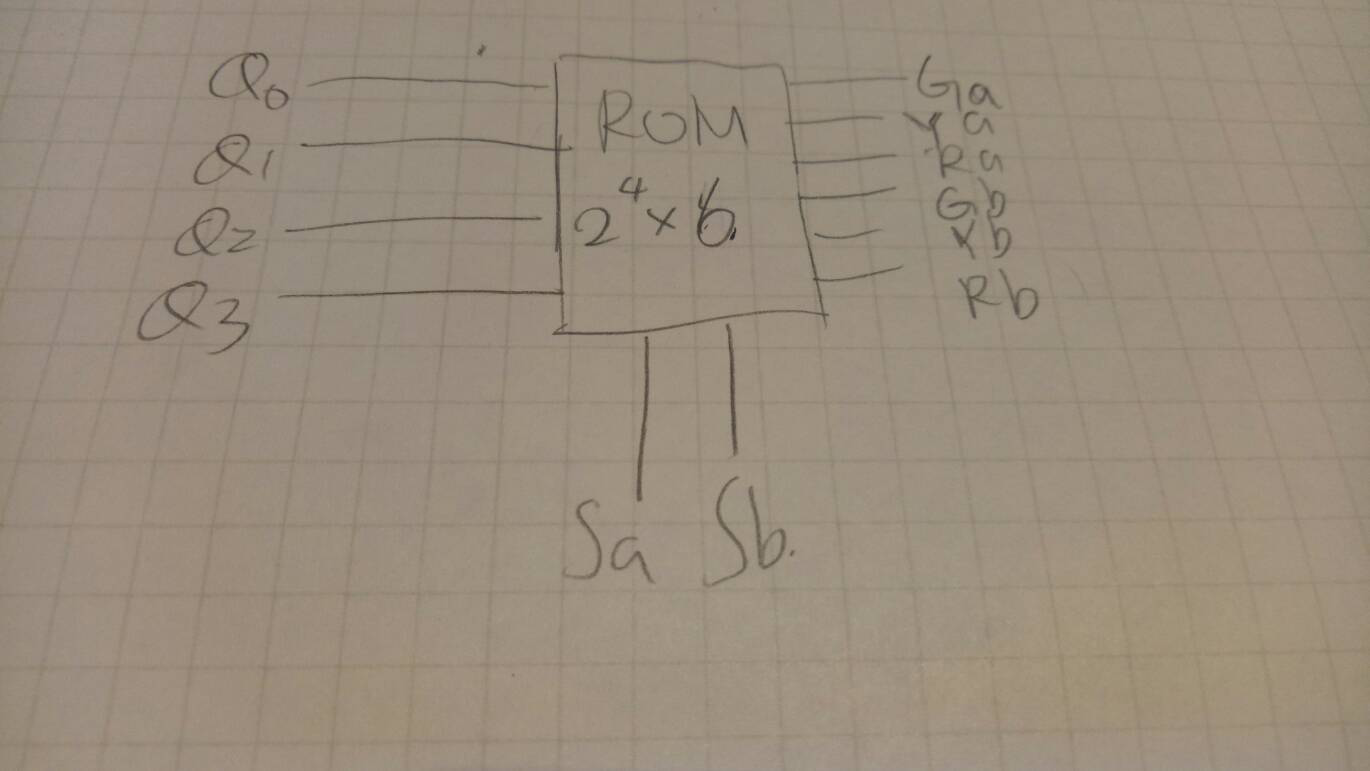 Q0
Q1
Q2
Q3
ROM
2^4 × 6
Ga
Ya
Ra
Gb
Yb
Rb
Sa Sb.